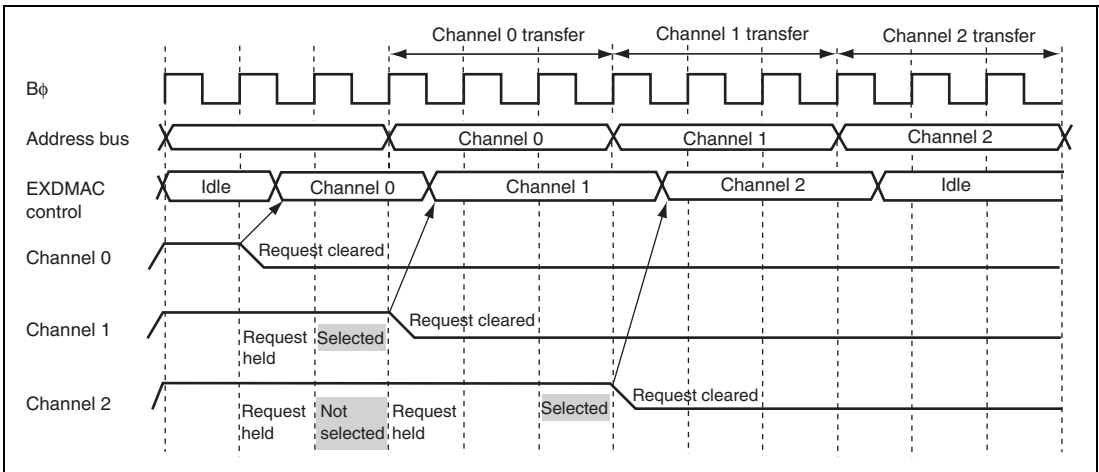 Channel 0 transfer Channel 1 transfer Channel 2 transfer
Bφ
Address bus Channel 0 Channel 1 Channel 2
EXDMAC control Idle Channel 0 Channel 1 Channel 2 Idle
Channel 0 Request cleared
Channel 1 Request held Selected Request cleared
Channel 2 Request held Not selected Request held Selected Request cleared